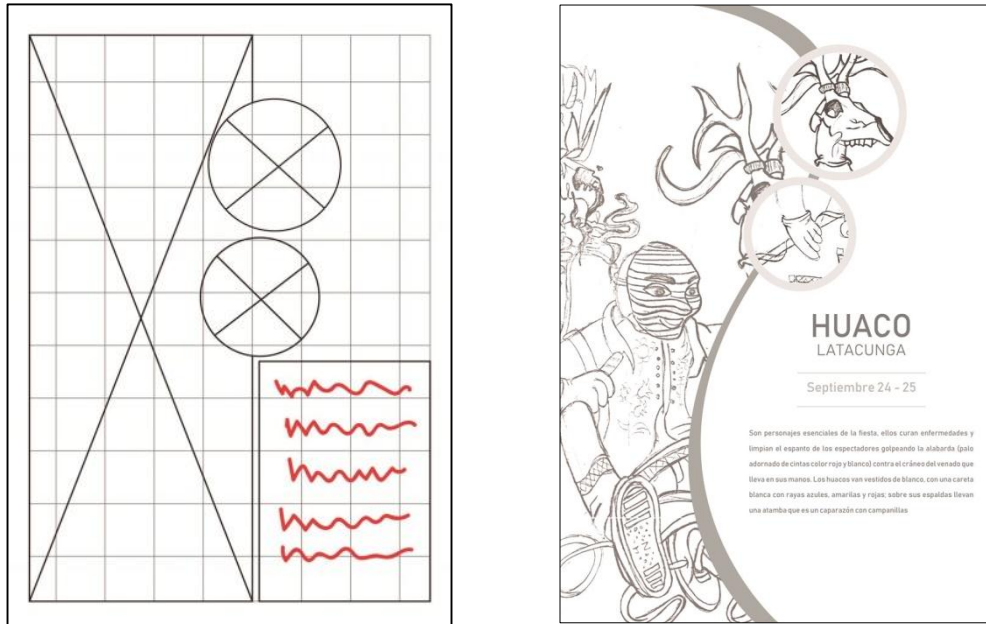 HUACO
LATACUNGA
Septiembre 24 - 25
Son personajes esenciales de la fiesta, ellos curan enfermedades y
limpian el espanto de los espectadores golpeando la alabarda (palo
adornado de cintas color rojo y blanco) contra el cráneo del venado que
lleva en sus manos. Los huacos van vestidos de blanco, con una careta
blanca con rayas azules, amarillas y rojas; sobre sus espaldas llevan
una atamba que es un caparazón con campanillas